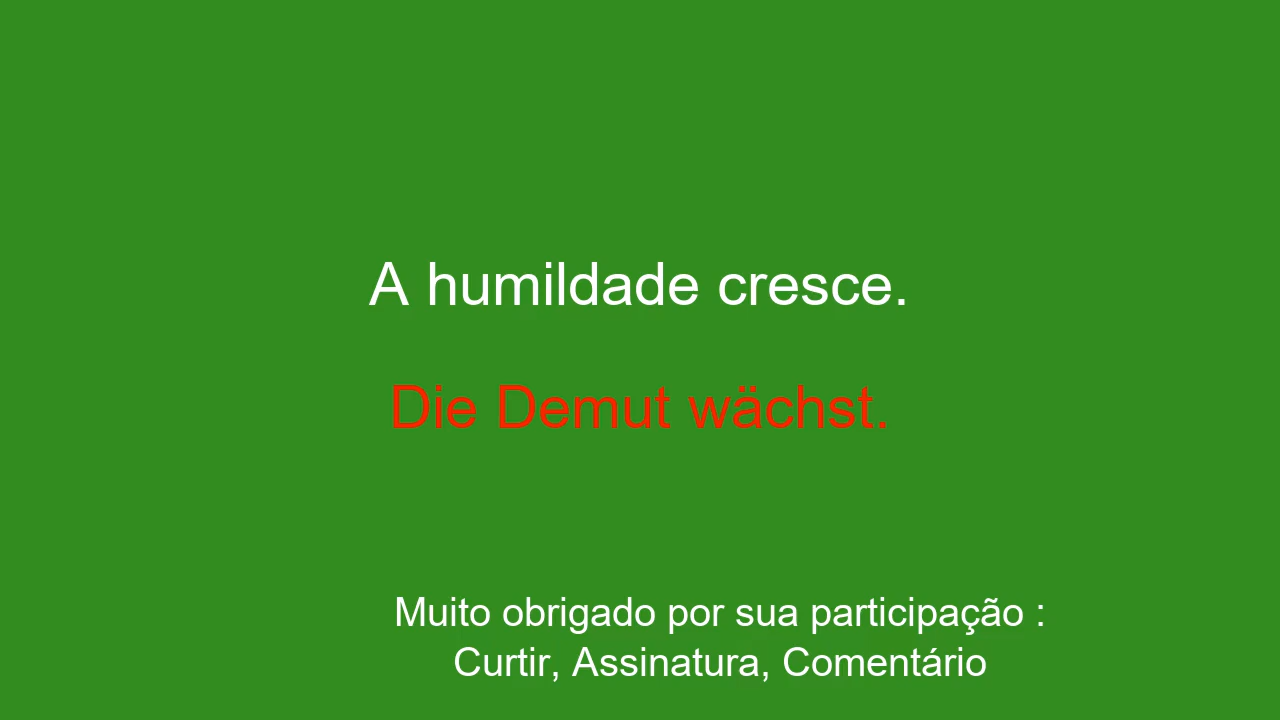 A humildade cresce.
Die Demut wächst.
Muito obrigado por sua participação :
Curtir, Assinatura, Comentário